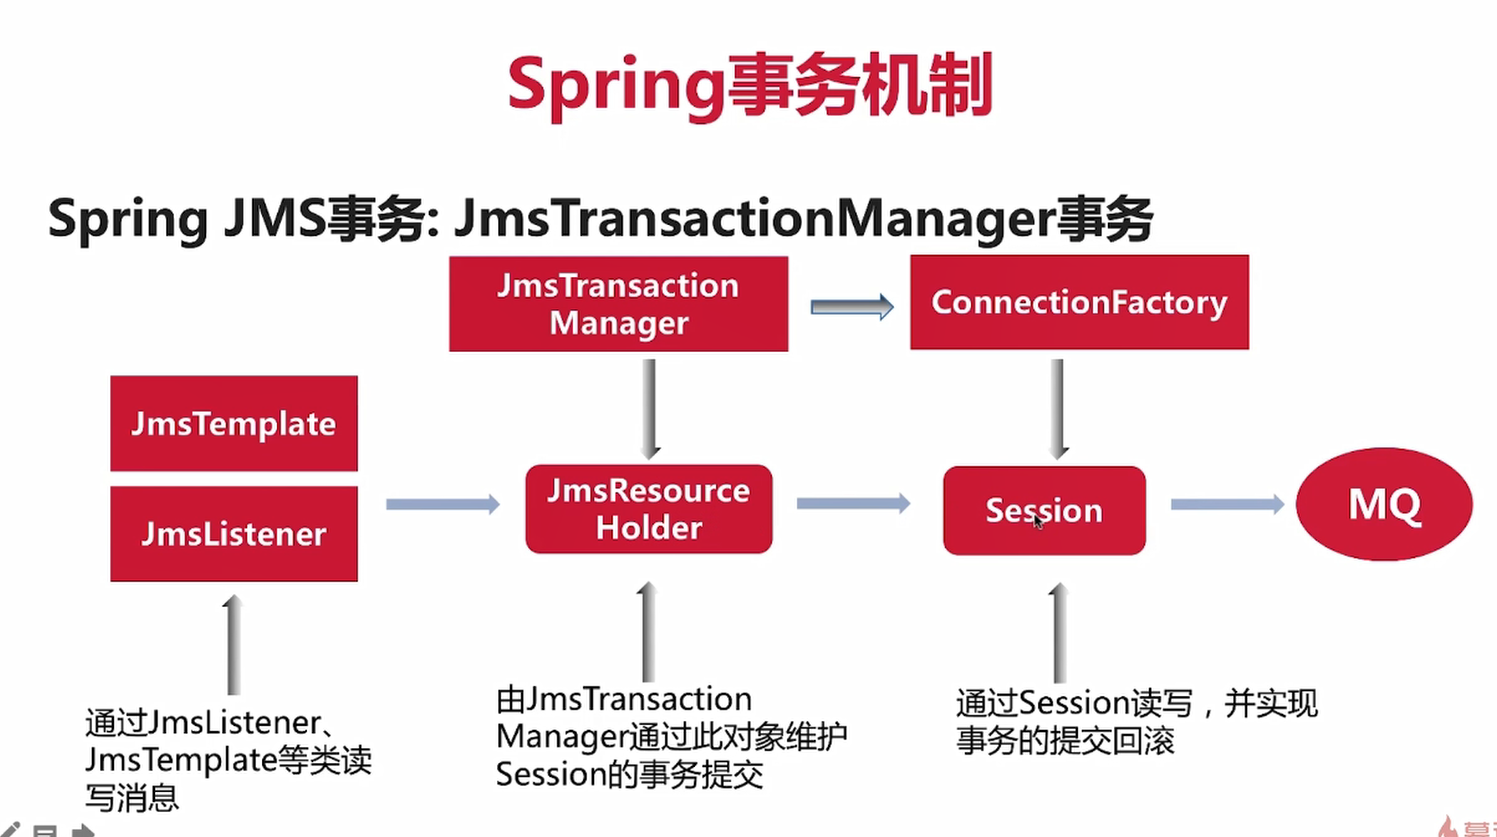 Spring事务机制
Spring JMS事务: JmsTransactionManager事务
JmsTransaction
Manager
ConnectionFactory
JmsTemplate
JmsListener
JmsResource
Holder
Session
MQ
通过JmsListener、
JmsTemplate等类读
写消息
由JmsTransaction
Manager通过此对象维护
Session的事务提交
通过Session读写，并实现
事务的提交回滚